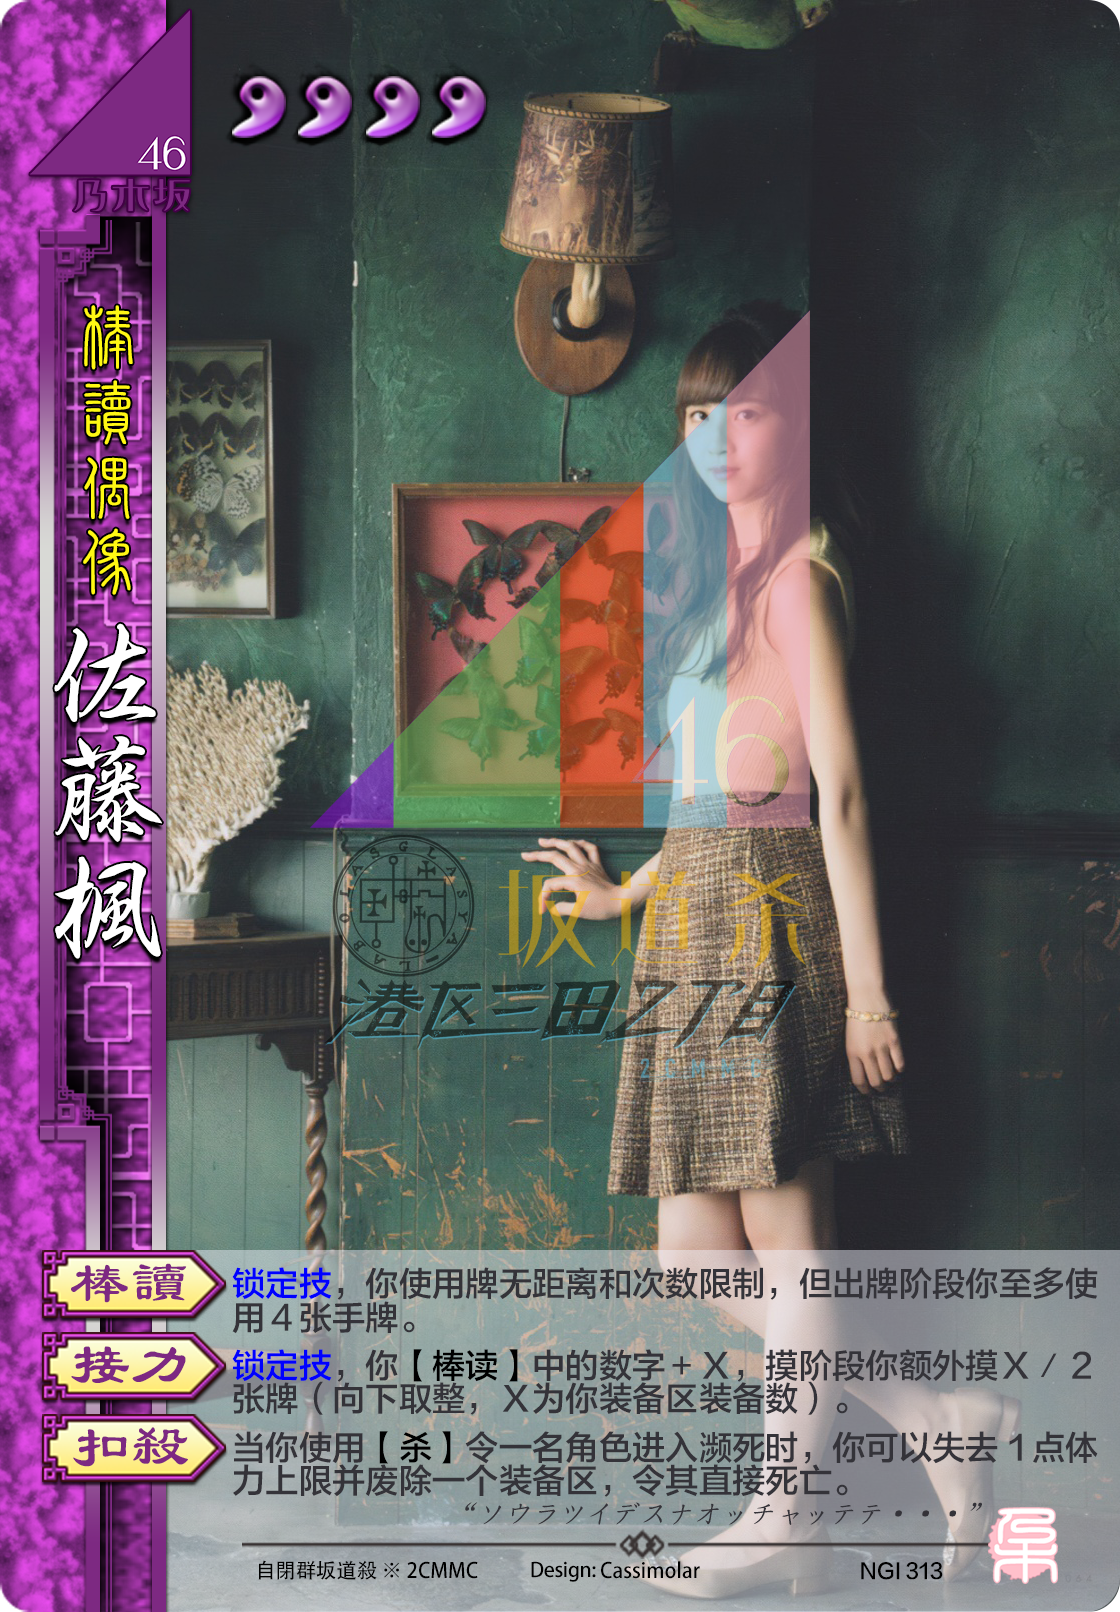 46
乃木坂
棒讀偶像
佐藤楓
46
坂道杀
港区三田2丁目
棒讀
锁定技，你使用牌无距离和次数限制，但出牌阶段你至多使
用4张手牌。
接力
锁定技，你【棒读】中的数字＋X，摸阶段你额外摸X／2
张牌（向下取整，X为你装备区装备数）。
扣殺
当你使用【杀】令一名角色进入濒死时，你可以失去1点体
力上限并废除一个装备区，令其直接死亡。
“ソウラツイデスナオッチャッテテ・・・”
自閉群坂道殺 ※ 2CMMC Design: Cassimolar NGI 313